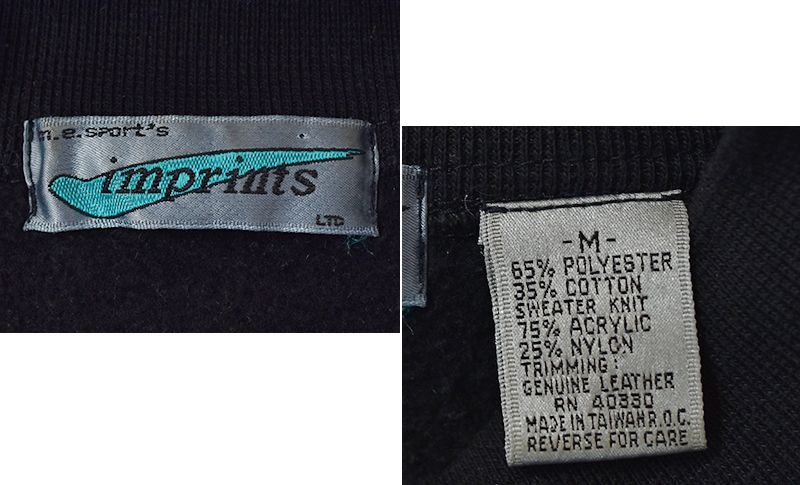 n.e.sport's
imprints
LTD
-M-
65% POLYESTER
35% COTTON
SWEATER KNIT
75% ACRYLIC
25% NYLON
TRIMMING:
GENUINE LEATHER
RN 40330
MADE IN TAIWAN R.O.C.
REVERSE FOR CARE